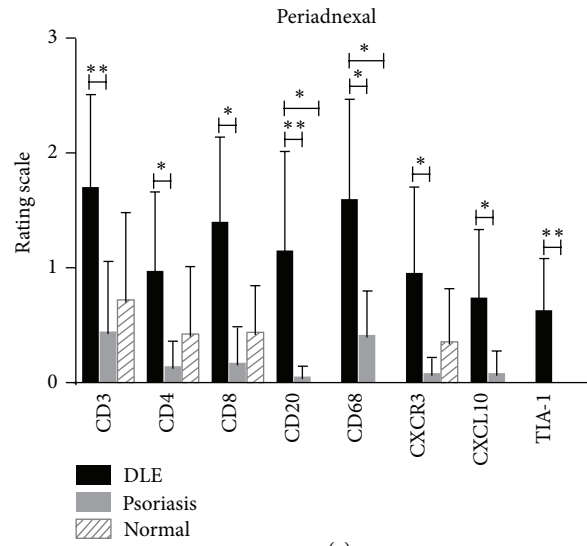 Periadnexal
3
2
1
0
Rating scale
**
*
*
*
**
*
*
*
*
**
CD3
CD4
CD8
CD20
CD68
CXCR3
CXCL10
TIA-1
DLE
Psoriasis
Normal